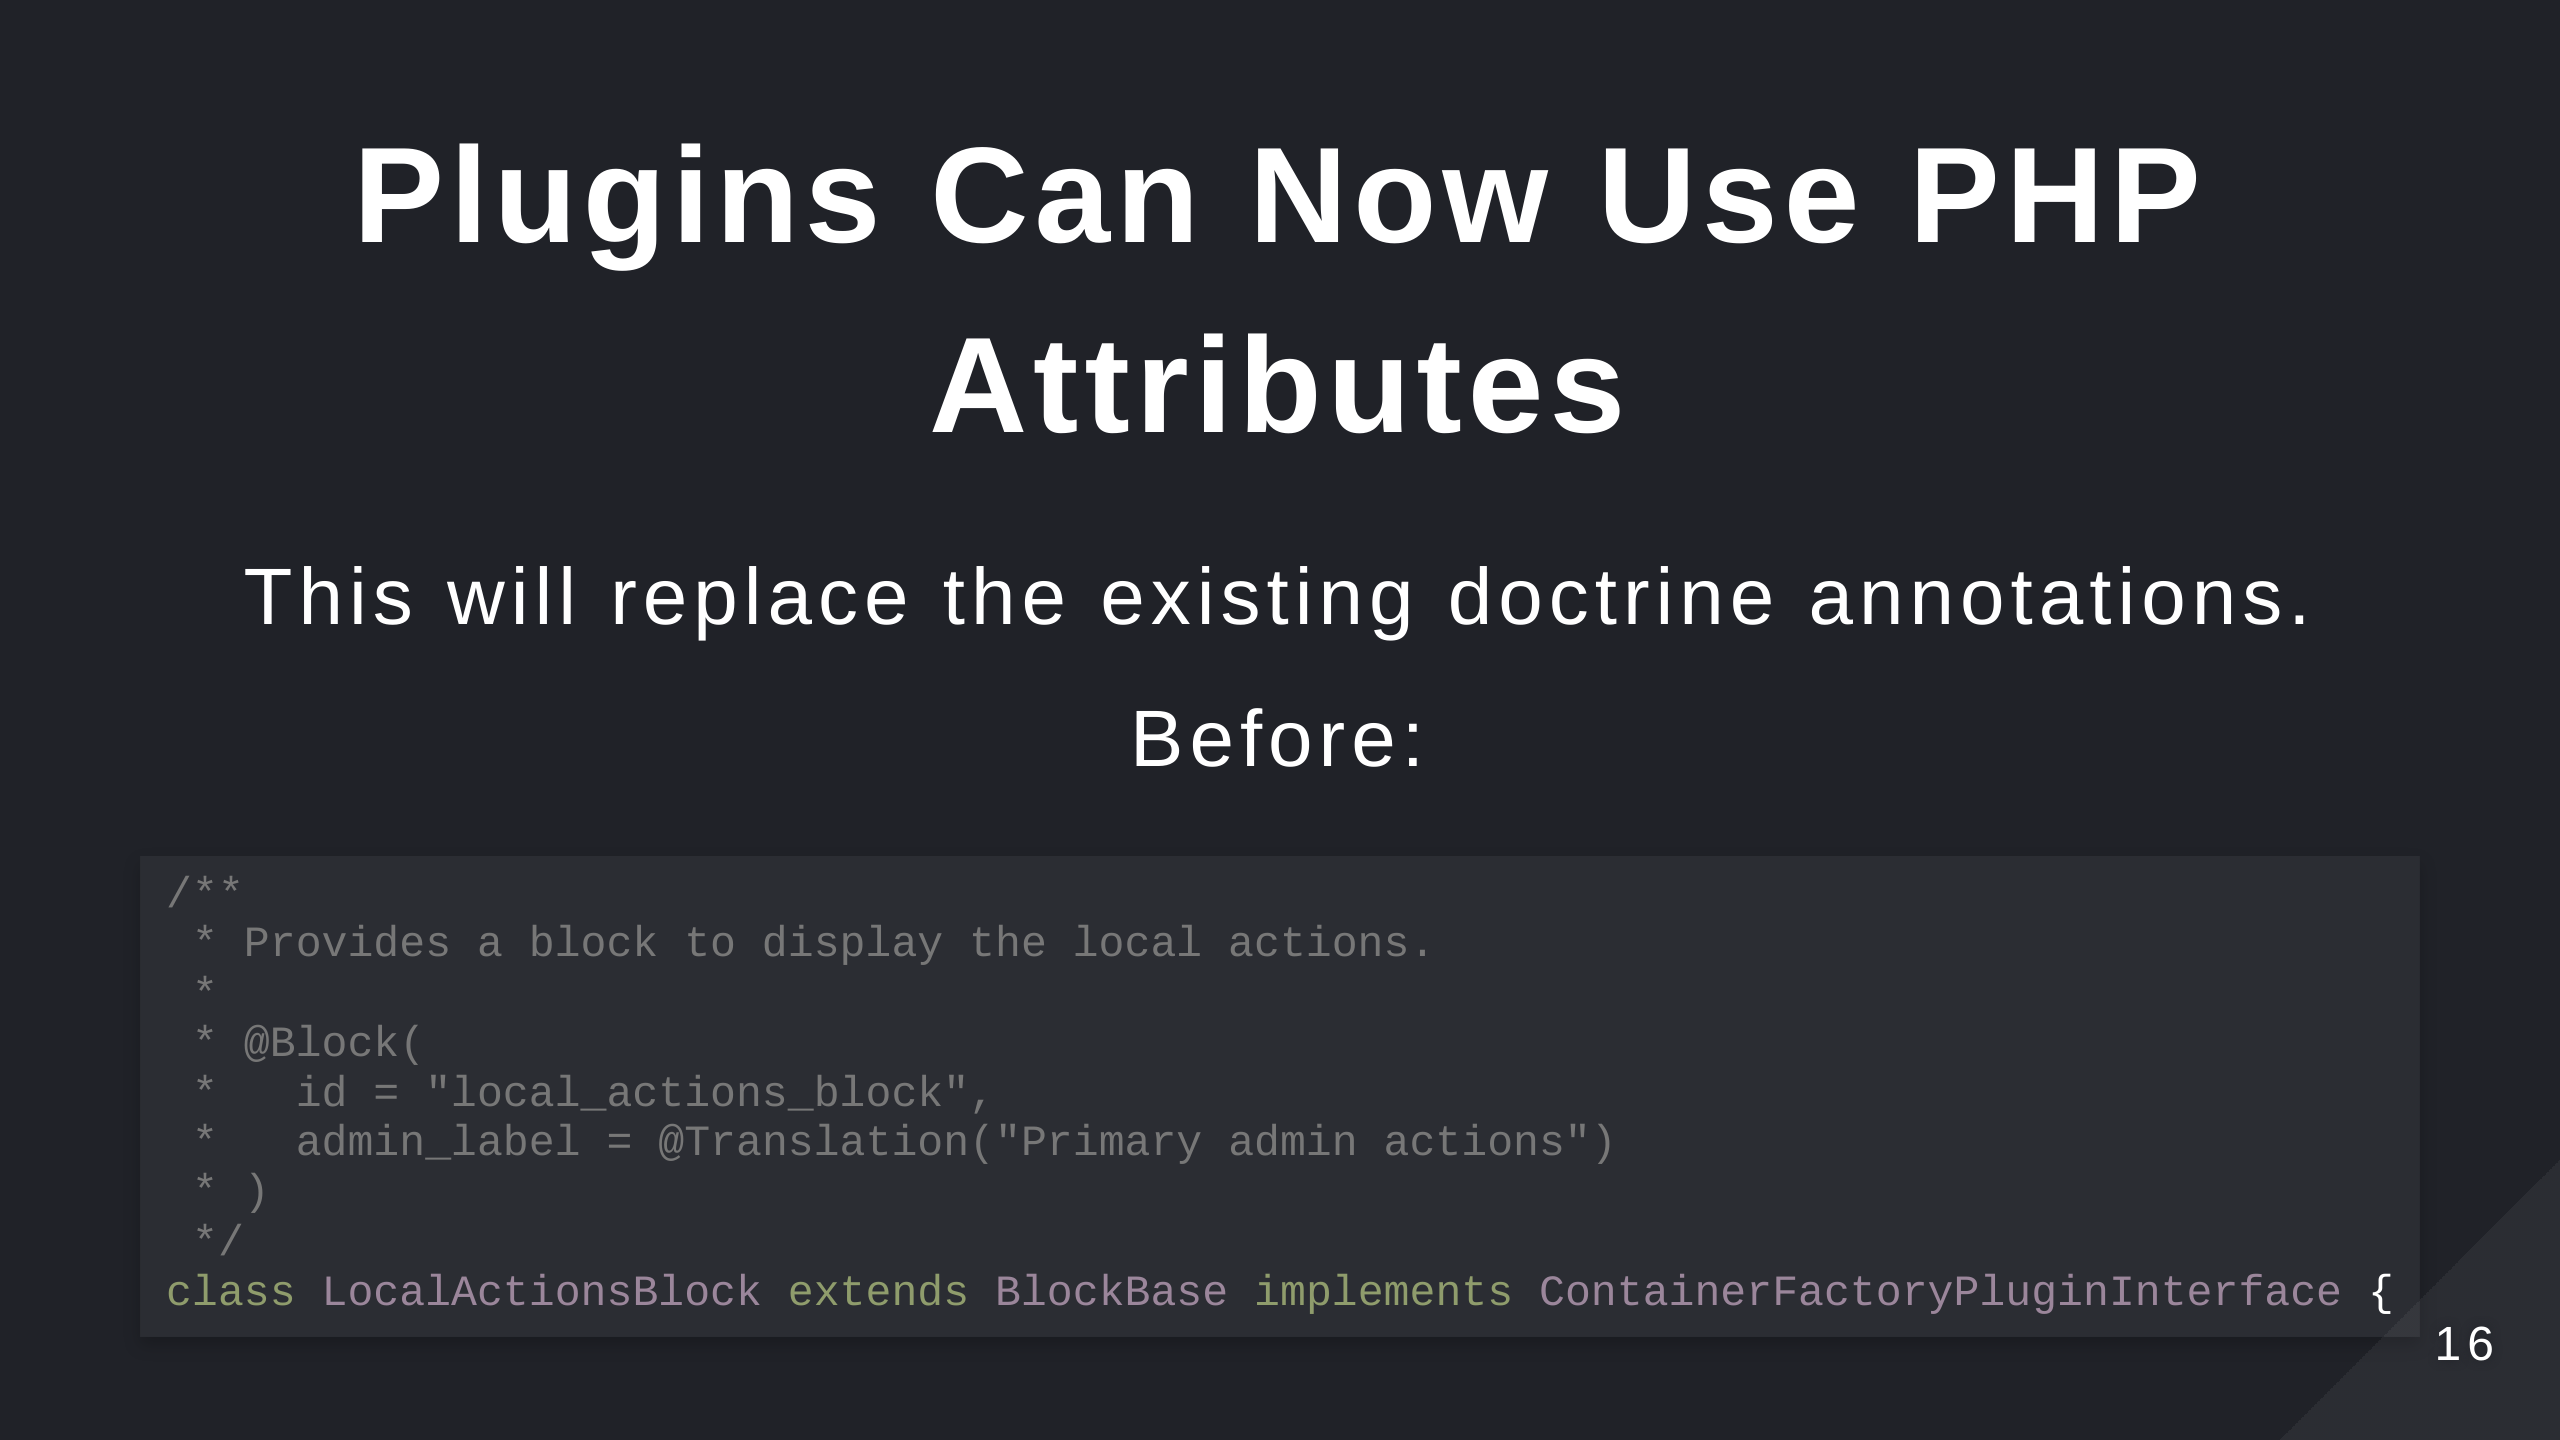 Plugins Can Now Use PHP
Attributes
This will replace the existing doctrine annotations.
Before:
/**
 * Provides a block to display the local actions.
 *
 * @Block(
 *   id = "local_actions_block",
 *   admin_label = @Translation("Primary admin actions")
 * )
 */
class LocalActionsBlock extends BlockBase implements ContainerFactoryPluginInterface {
16